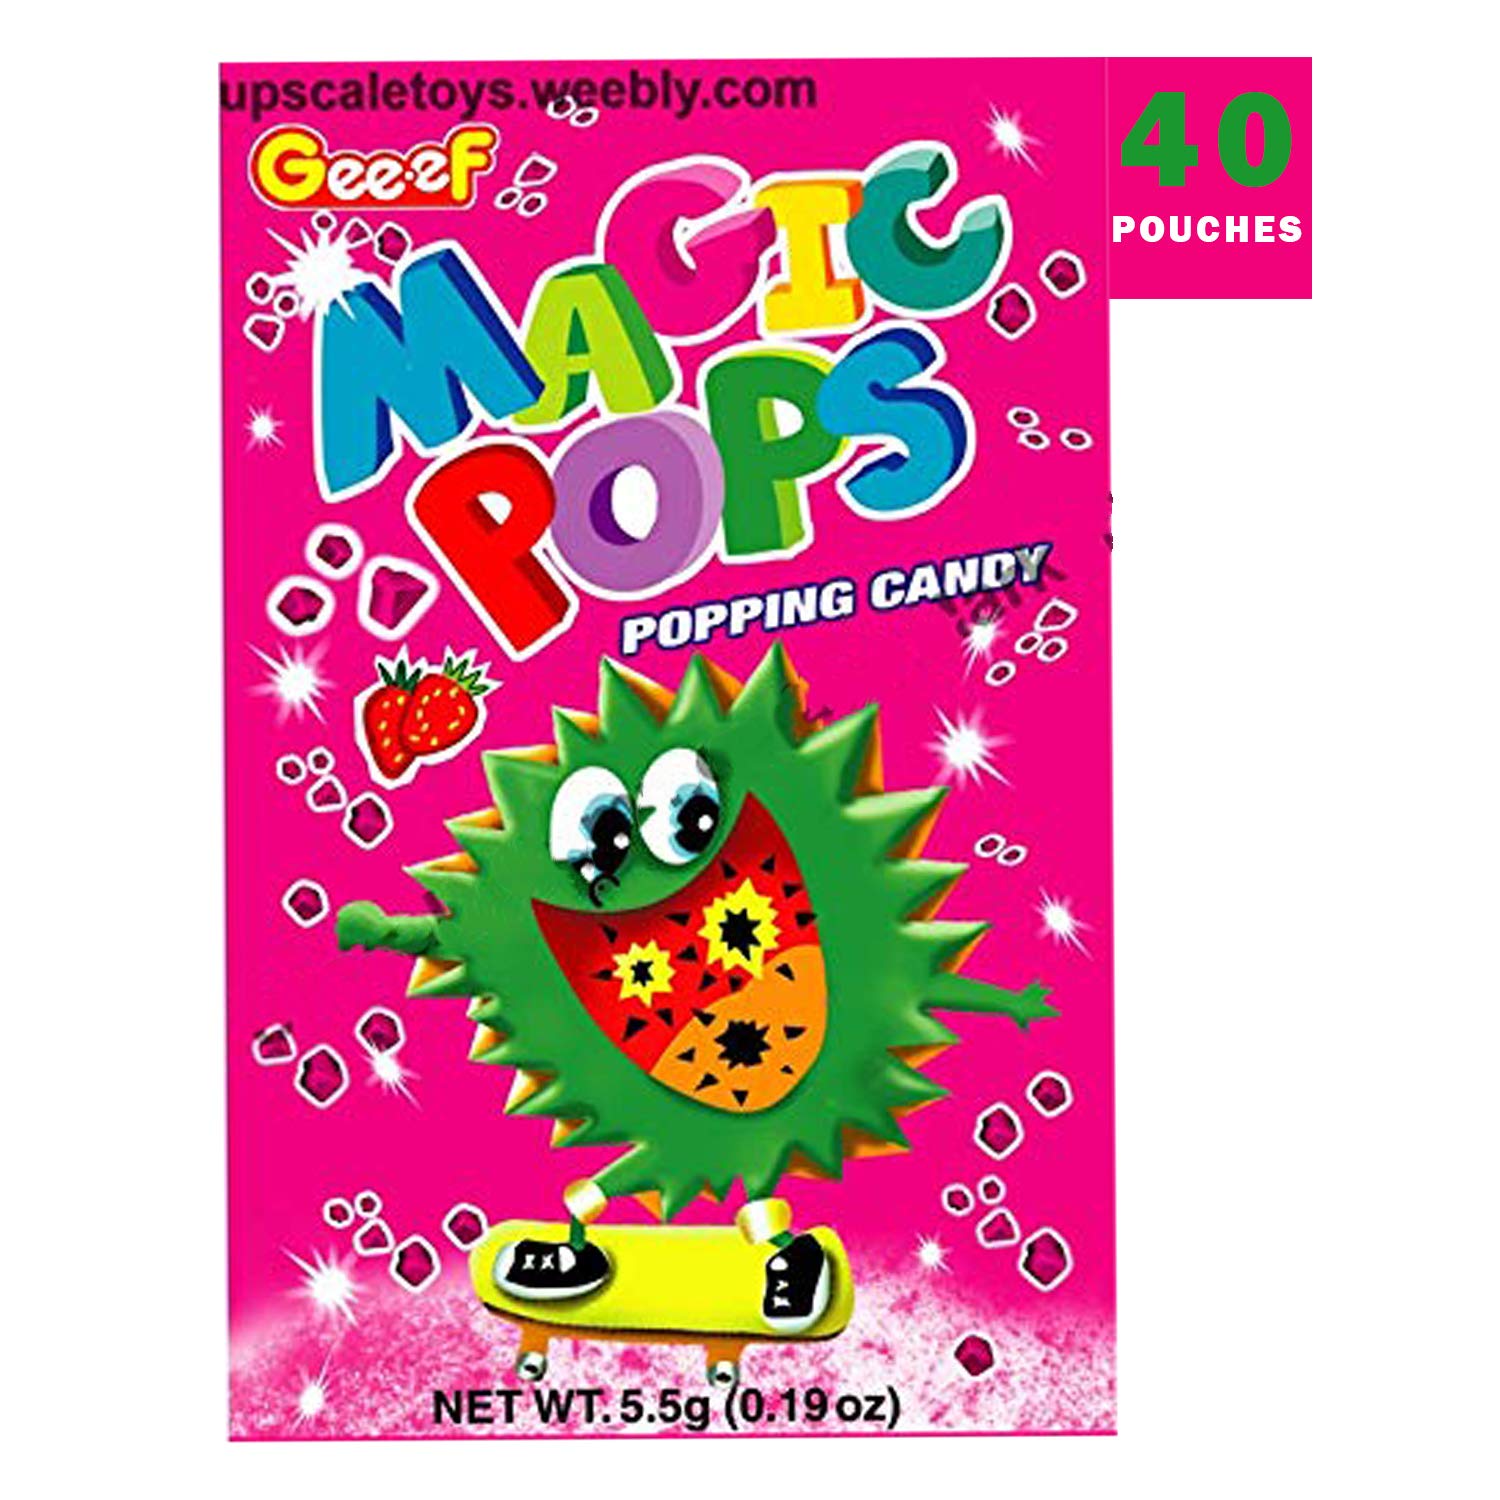 upscaletoys.weebly.com
Gee·eF
MAGIC
POPS
POPPING CANDY
40
POUCHES
NET WT. 5.5g (0.19 oz)